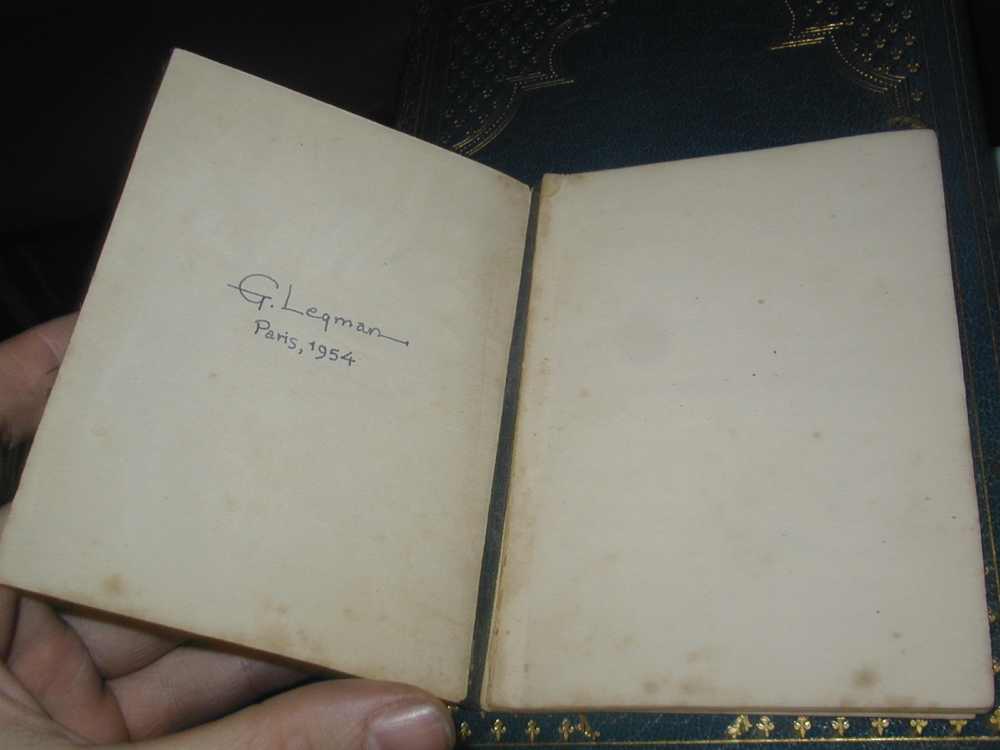 G. Legman
Paris, 1954